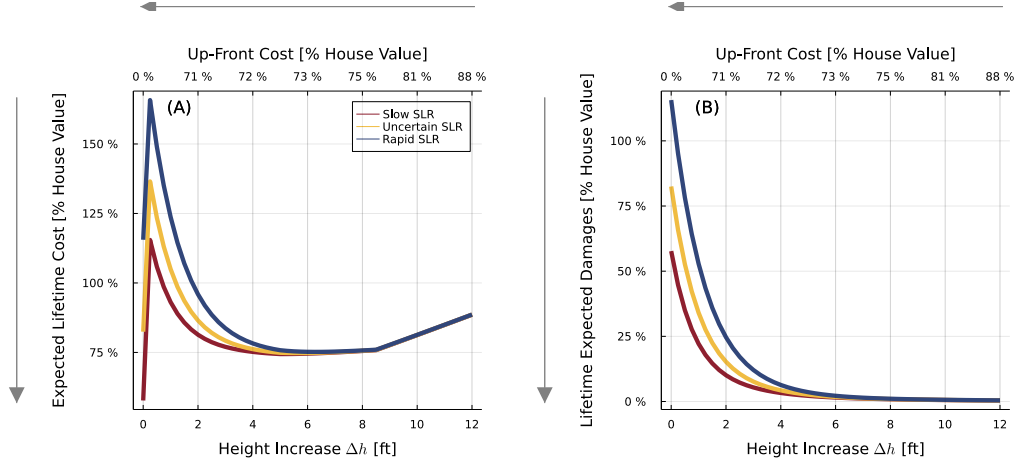 Up-Front Cost [% House Value]
0 % 71 % 72 % 73 % 75 % 81 % 88 %
(A)
Slow SLR
Uncertain SLR
Rapid SLR
Expected Lifetime Cost [% House Value]
150 %
125 %
100 %
75 %
0 2 4 6 8 10 12
Height Increase Δh [ft]
Up-Front Cost [% House Value]
0 % 71 % 72 % 73 % 75 % 81 % 88 %
(B)
Lifetime Expected Damages [% House Value]
100 %
75 %
50 %
25 %
0 %
0 2 4 6 8 10 12
Height Increase Δh [ft]